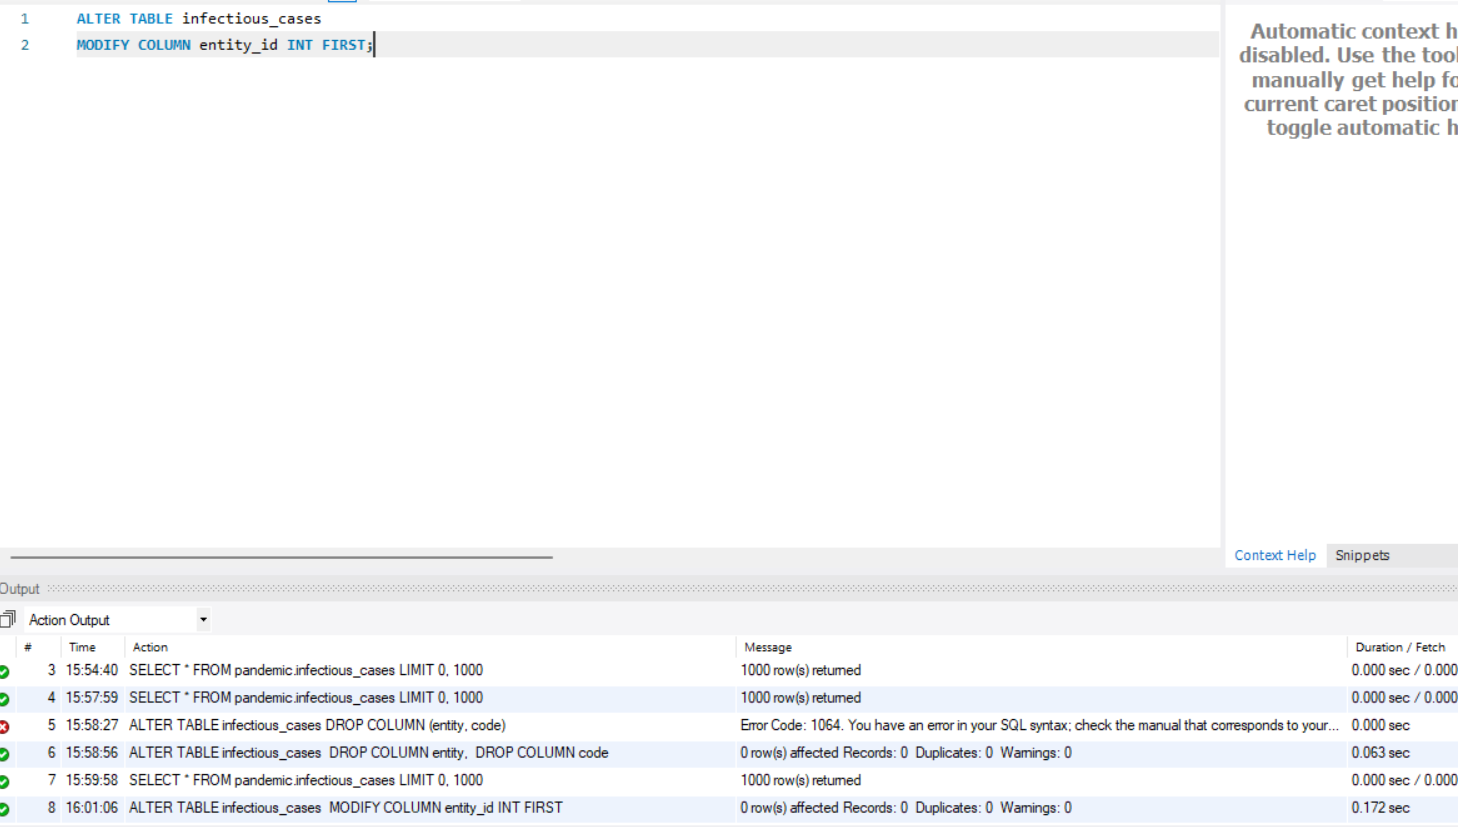 1 ALTER TABLE infectious_cases
2 MODIFY COLUMN entity_id INT FIRST;
Automatic context h
disabled. Use the tool
manually get help fo
current caret position
toggle automatic h
Context Help Snippets
Output
Action Output
# Time Action Message Duration / Fetch
3 15:54:40 SELECT * FROM pandemic.infectious_cases LIMIT 0, 1000 1000 row(s) returned 0.000 sec / 0.000
4 15:57:59 SELECT * FROM pandemic.infectious_cases LIMIT 0, 1000 1000 row(s) returned 0.000 sec / 0.000
5 15:58:27 ALTER TABLE infectious_cases DROP COLUMN (entity, code) Error Code: 1064. You have an error in your SQL syntax; check the manual that corresponds to your... 0.000 sec
6 15:58:56 ALTER TABLE infectious_cases DROP COLUMN entity, DROP COLUMN code 0 row(s) affected Records: 0 Duplicates: 0 Warnings: 0 0.063 sec
7 15:59:58 SELECT * FROM pandemic.infectious_cases LIMIT 0, 1000 1000 row(s) returned 0.000 sec / 0.000
8 16:01:06 ALTER TABLE infectious_cases MODIFY COLUMN entity_id INT FIRST 0 row(s) affected Records: 0 Duplicates: 0 Warnings: 0 0.172 sec